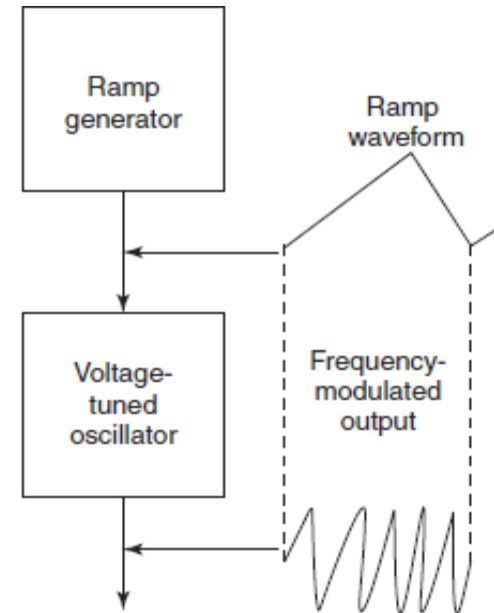 Ramp
generator
Ramp
waveform
Voltage-
tuned
oscillator
Frequency-
modulated
output